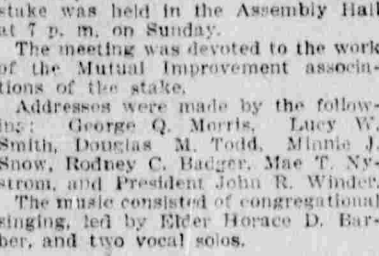 stake was held in the Assembly Hall
at 7 p. m. on Sunday.
The meeting was devoted to the work
of the Mutual Improvement associa-
tions of the stake.
Addresses were made by the follow-
ing: George Q. Morris, Lucy W.
Smith, Douglas M. Todd, Minnie J.
Snow, Rodney C. Badger, Mae T. Ny-
strom, and President John R. Winder.
The music consisted of congregational
singing, led by Elder Horace D. Bar-
ber, and two vocal solos.